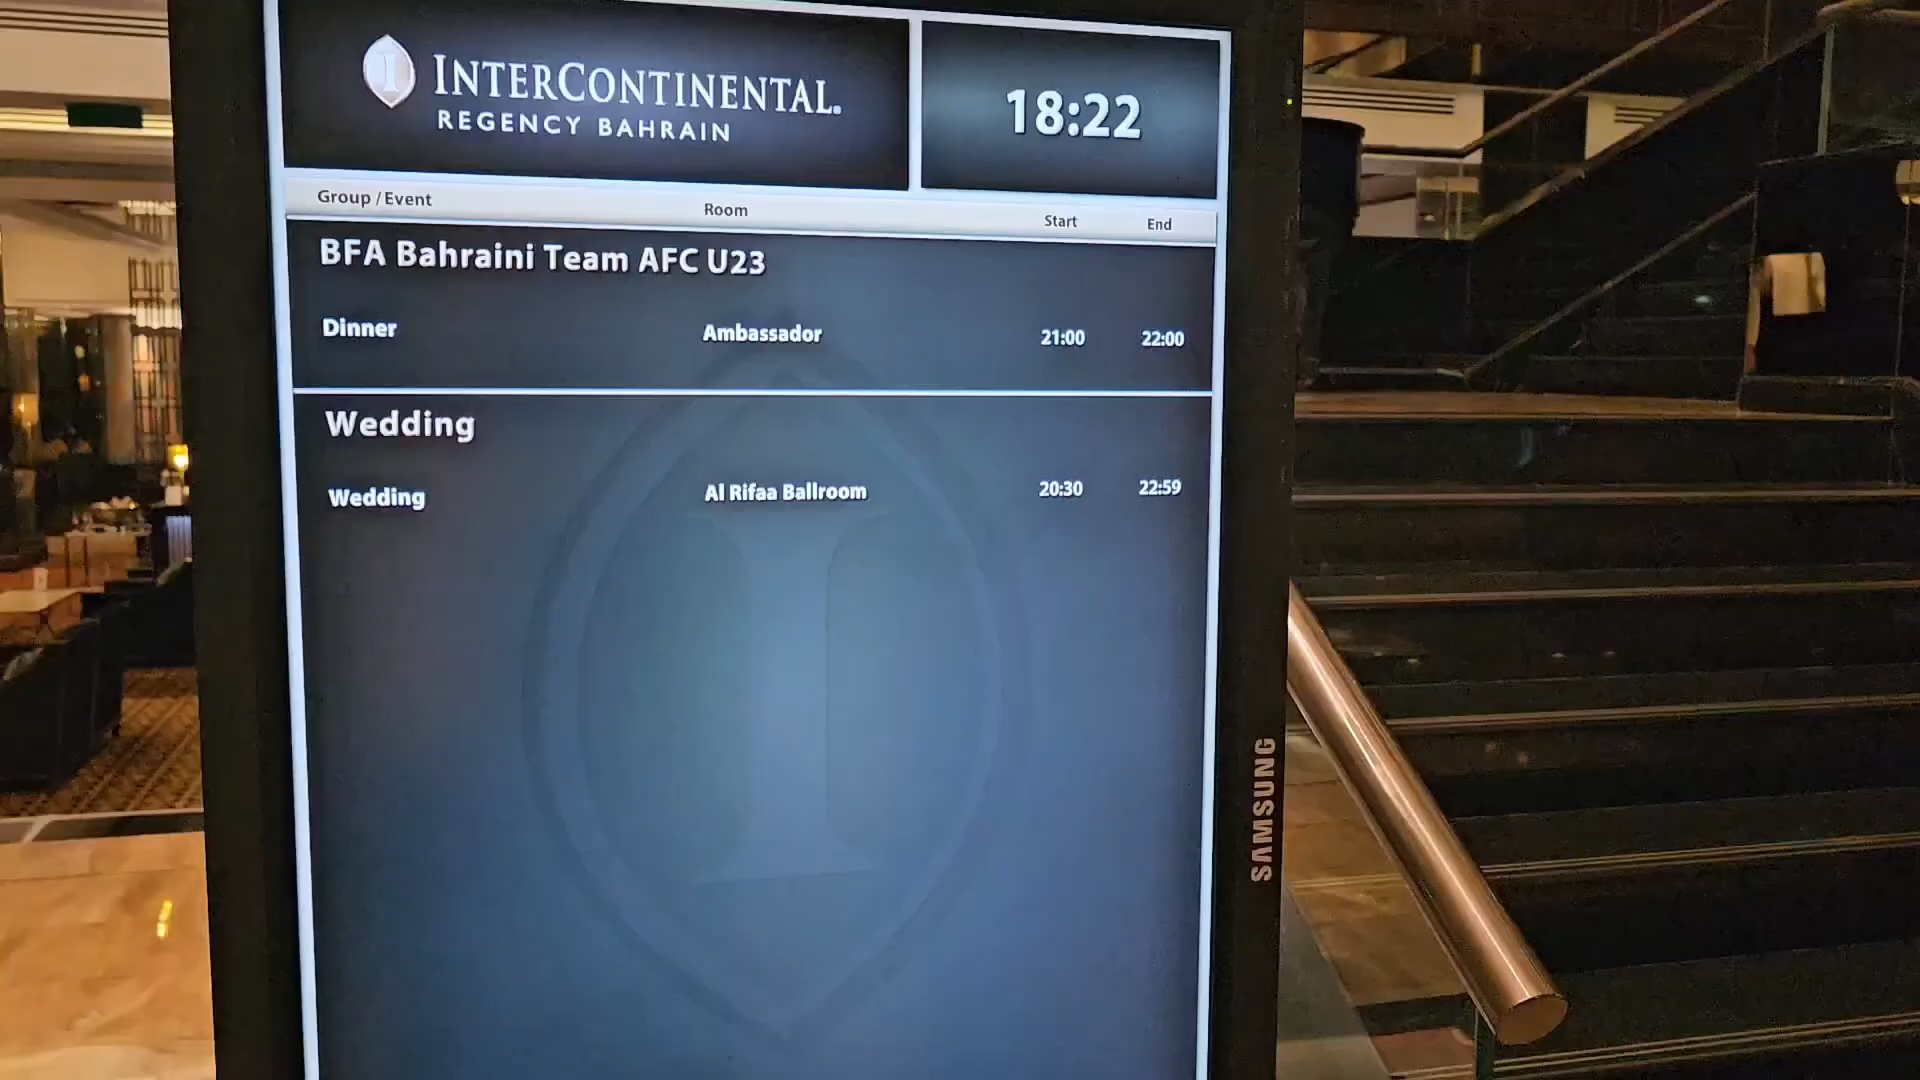 INTERCONTINENTAL.
REGENCY BAHRAIN
18:22
Group / Event Room Start End
BFA Bahraini Team AFC U23
Dinner Ambassador 21:00 22:00
Wedding
Wedding Al Rifaa Ballroom 20:30 22:59
SAMSUNG